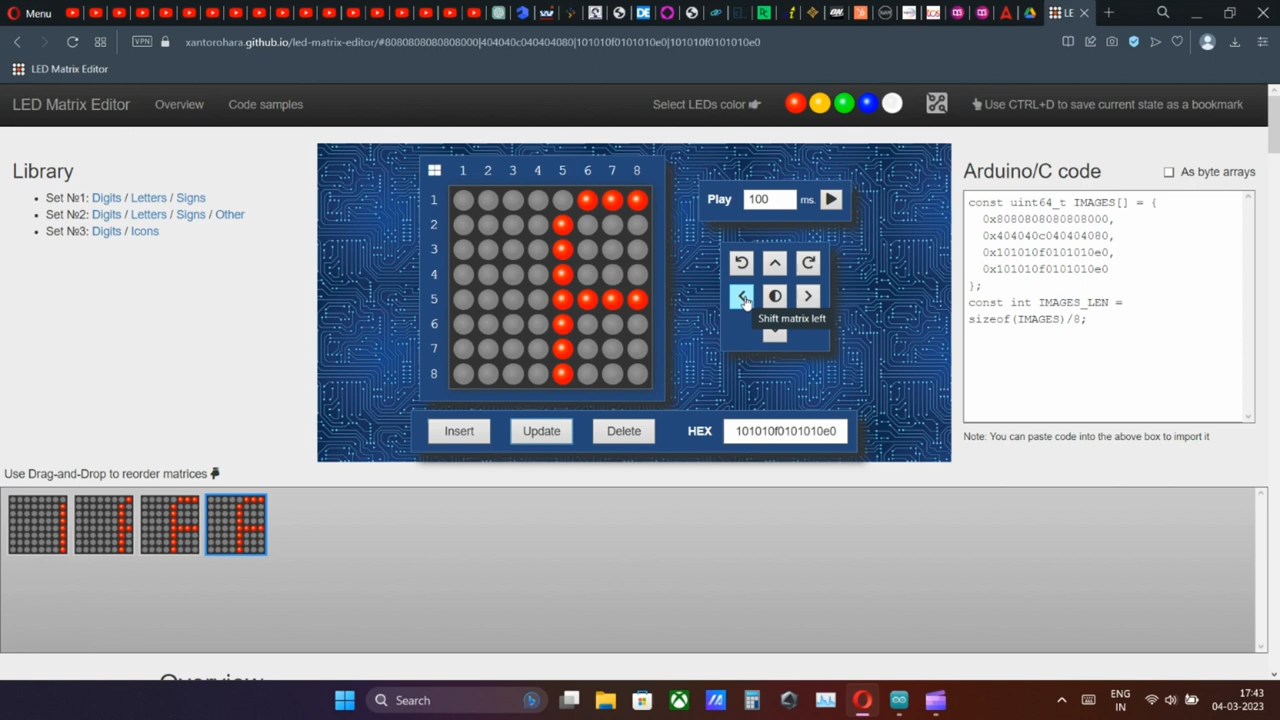 Menu
DE
LE
VPN
xantorohara.github.io/led-matrix-editor/#8080808080808000|404040c040404080|101010f0101010e0|101010f0101010e0
LED Matrix Editor
LED Matrix Editor
Overview
Code samples
Select LEDs color
Use CTRL+D to save current state as a bookmark
Library
Set №1: Digits / Letters / Signs
Set №2: Digits / Letters / Signs / Other
Set №3: Digits / Icons
1 2 3 4 5 6 7 8
1
2
3
4
5
6
7
8
Play 100 ms.
Shift matrix left
Insert
Update
Delete
HEX
101010f0101010e0
Arduino/C code
As byte arrays
const uint64_t IMAGES[] = {
0x8080808080808000,
0x404040c040404080,
0x101010f0101010e0,
0x101010f0101010e0
};
const int IMAGES_LEN =
sizeof(IMAGES)/8;
Note: You can paste code into the above box to import it
Use Drag-and-Drop to reorder matrices
Overview
Search
ENG
IN
17:43
04-03-2023